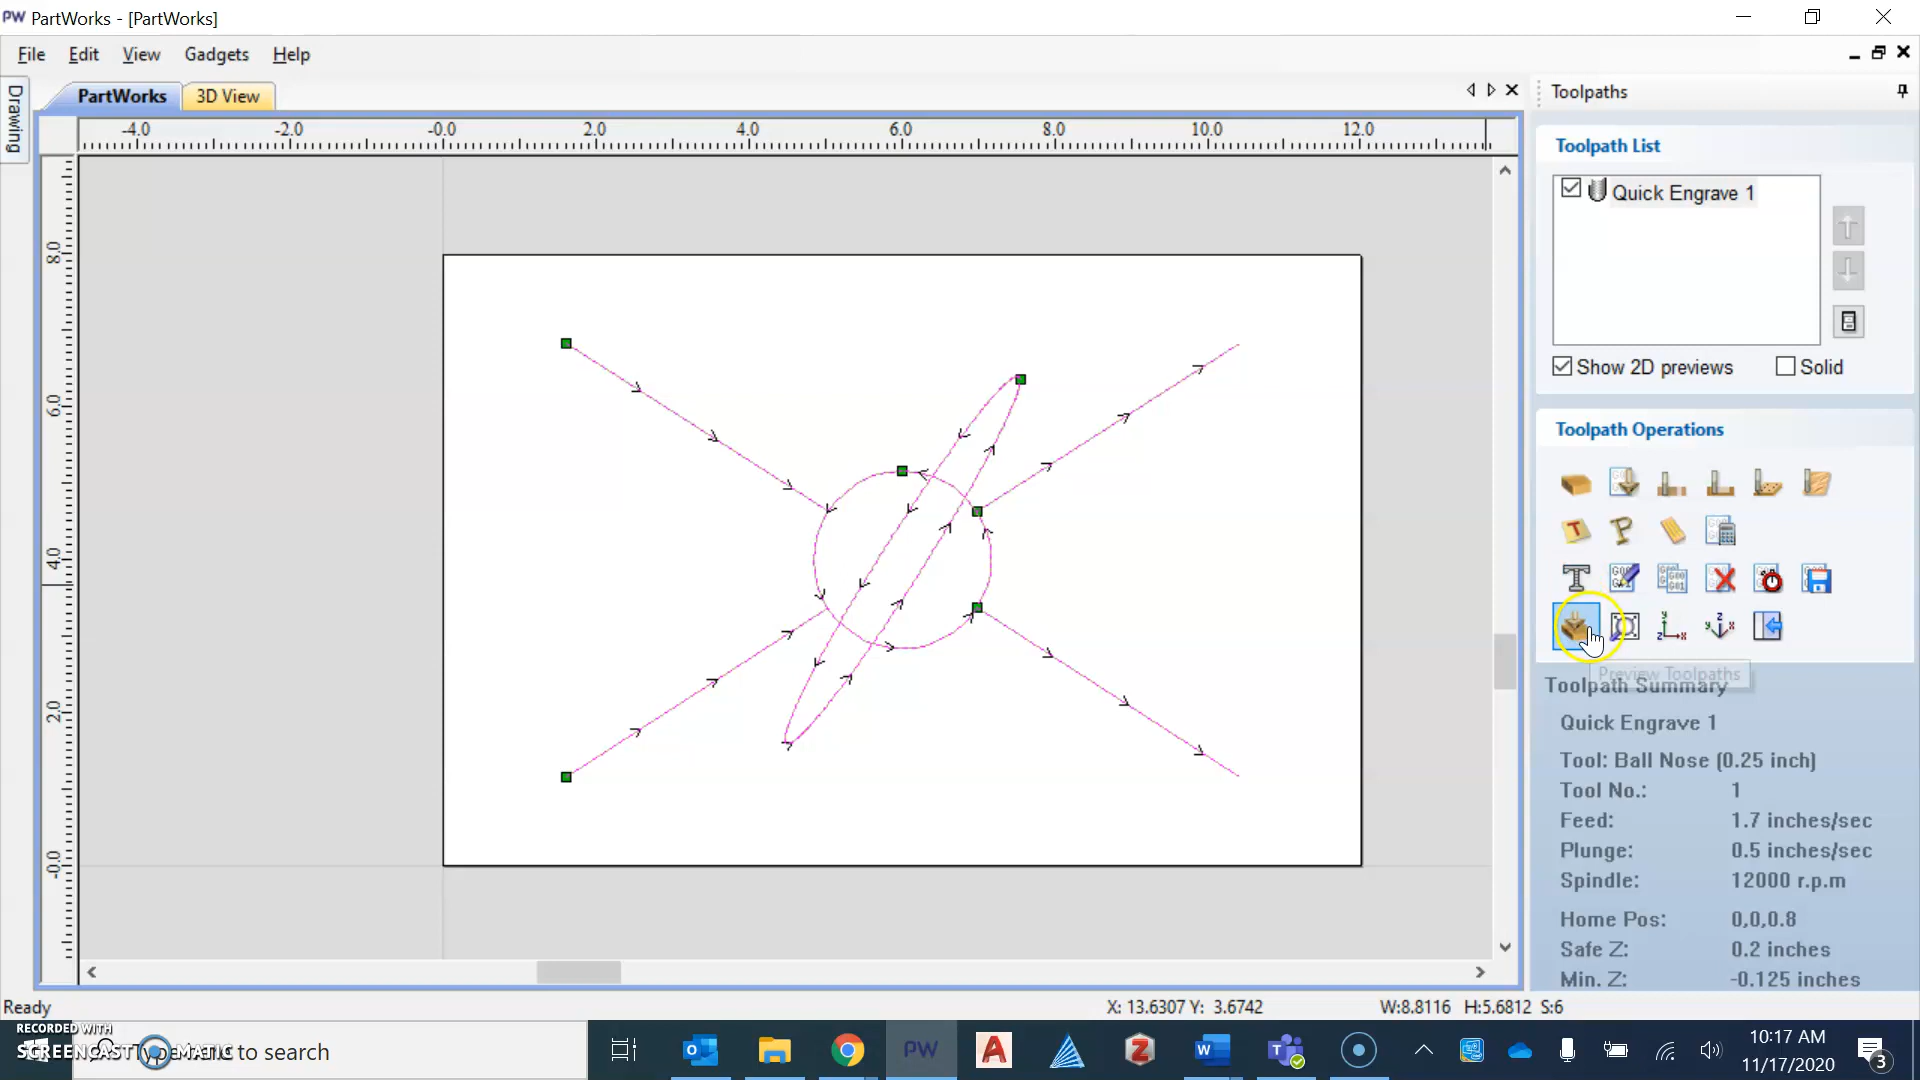 PW PartWorks - [PartWorks]
File Edit View Gadgets Help
Drawing
PartWorks 3D View
-4.0 -2.0 -0.0 2.0 4.0 6.0 8.0 10.0 12.0
8.0
6.0
4.0
2.0
-0.0
Toolpaths
Toolpath List
Quick Engrave 1
Show 2D previews Solid
Toolpath Operations
Preview Toolpaths
Toolpath Summary
Quick Engrave 1
Tool: Ball Nose (0.25 inch)
Tool No.: 1
Feed: 1.7 inches/sec
Plunge: 0.5 inches/sec
Spindle: 12000 r.p.m
Home Pos: 0,0,0.8
Safe Z: 0.2 inches
Min. Z: -0.125 inches
Ready
X: 13.6307 Y: 3.6742
W:8.8116 H:5.6812 S:6
RECORDED WITH
SCREENCAST MATIC
Type here to search
PW
10:17 AM
11/17/2020
3